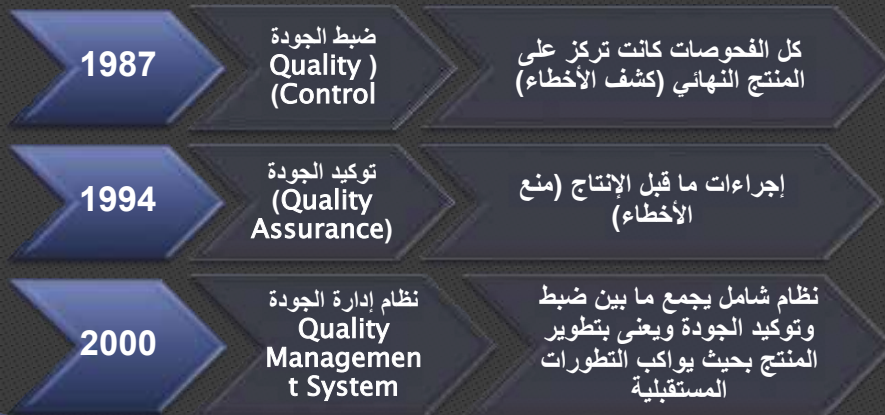 1987
ضبط الجودة
Quality )
(Control
كل الفحوصات كانت تركز على
المنتج النهائي (كشف الأخطاء)
1994
توكيد الجودة
(Quality
Assurance)
إجراءات ما قبل الإنتاج (منع
الأخطاء)
2000
نظام إدارة الجودة
Quality
Managemen
t System
نظام شامل يجمع ما بين ضبط
وتوكيد الجودة ويعنى بتطوير
المنتج بحيث يواكب التطورات
المستقبلية